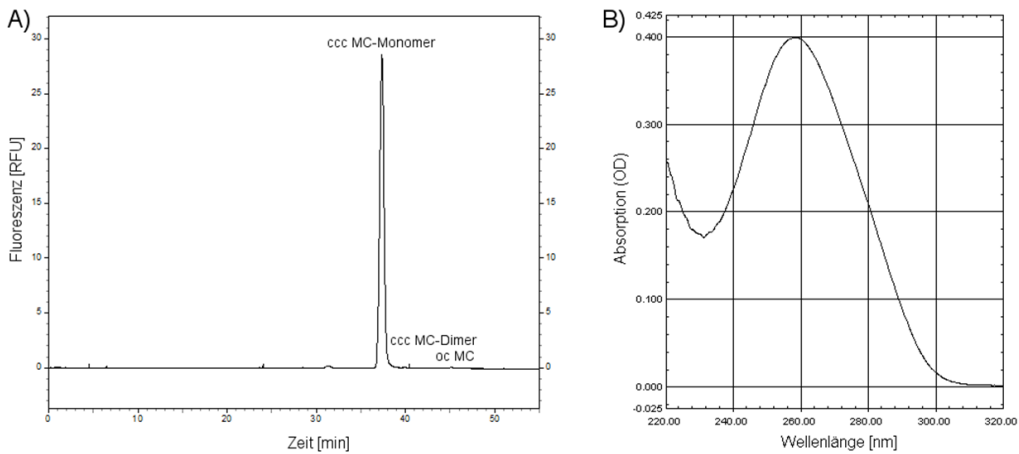 A)
ccc MC-Monomer
ccc MC-Dimer
oc MC
Fluoreszenz [RFU]
30
25
20
15
10
5
0
30
25
20
15
10
5
0
0 10 20 30 40 50
Zeit [min]
B)
Absorption (OD)
0.425
0.400
0.300
0.200
0.100
0.000
-0.025
220.00 240.00 260.00 280.00 300.00 320.00
Wellenlänge [nm]